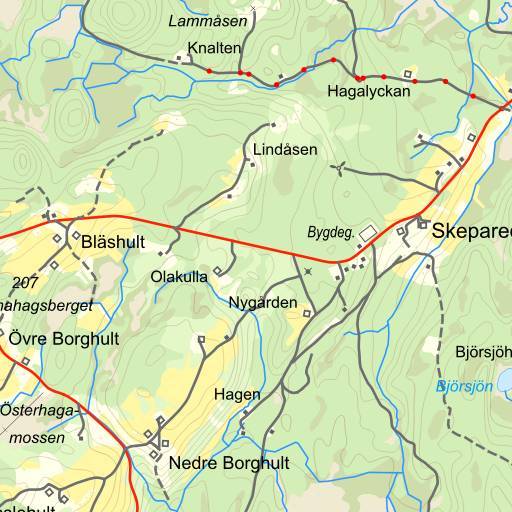 Lammåsen
Knalten
Hagalyckan
Lindåsen
Bygdeg.
Skepared
Bläshult
Olakulla
207
nahagsberget
Nygården
Övre Borghult
Björsjöh
Björsjön
Hagen
Österhaga-
mossen
Nedre Borghult